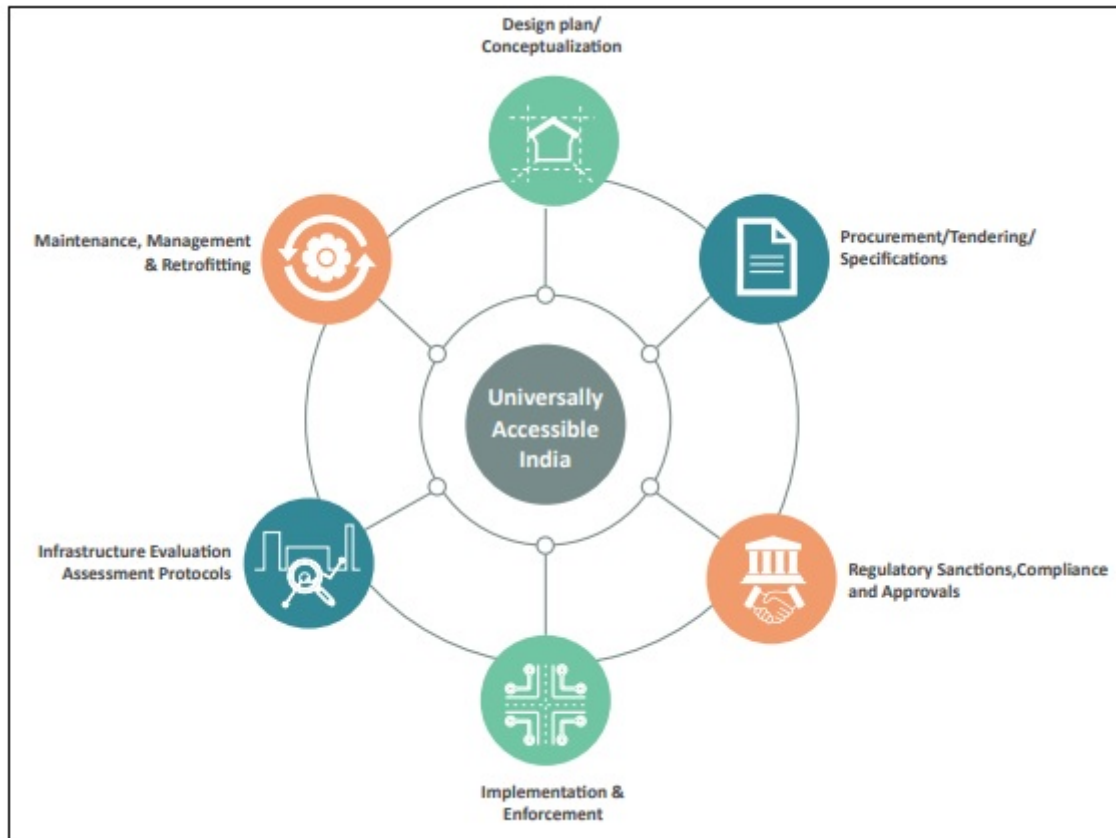 Design plan/
Conceptualization
Procurement/Tendering/
Specifications
Maintenance, Management
& Retrofitting
Universally
Accessible
India
Infrastructure Evaluation
Assessment Protocols
Regulatory Sanctions,Compliance
and Approvals
Implementation &
Enforcement